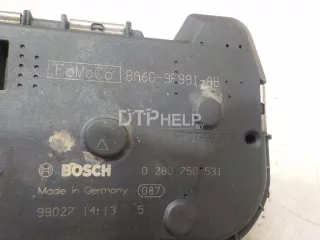 FoMoCo 8A6G-9F991-AB
DTPHELP
BOSCH 0 280 750 531
Made in Germany 087
99027 14:13 5